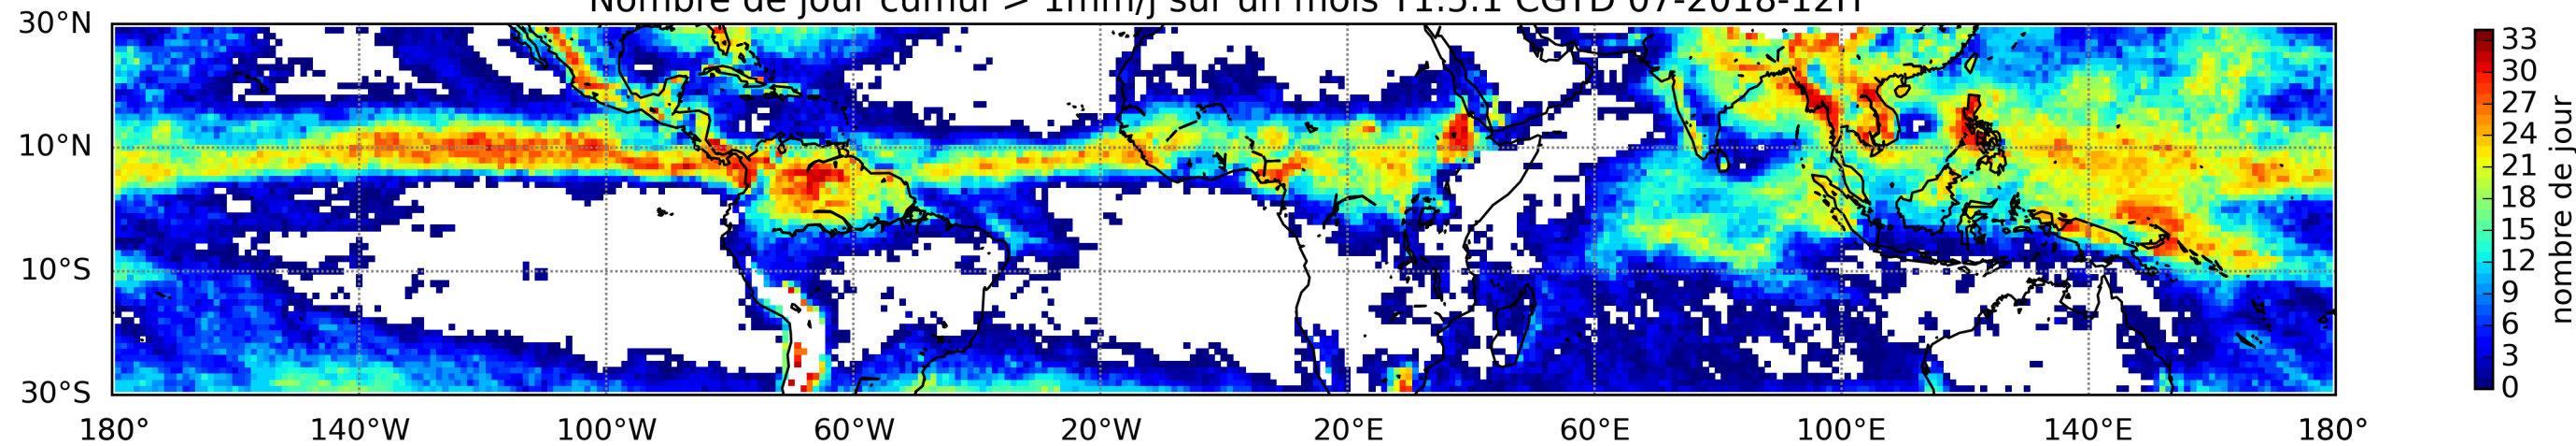 Nombre de jour cumul > 1mm/j sur un mois T1.5.1 CGTD 07-2018-12H
30°N
10°N
10°S
30°S
180° 140°W 100°W 60°W 20°W 20°E 60°E 100°E 140°E 180°
33
30
27
24
21
18
15
12
9
6
3
0
nombre de jour